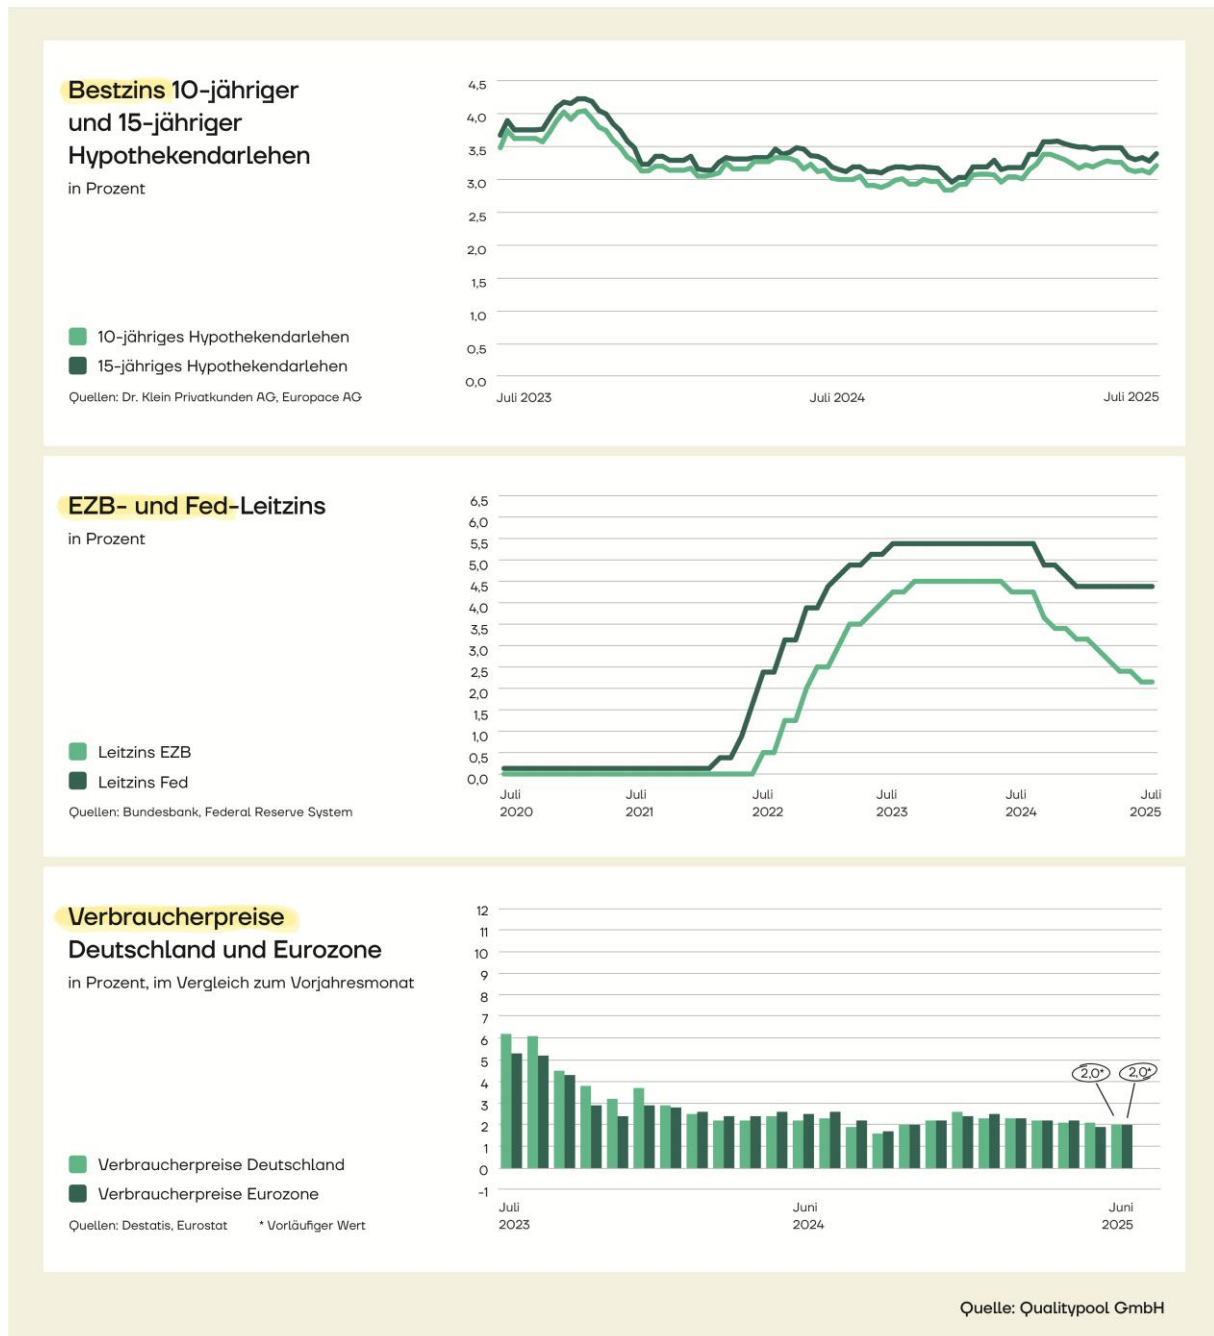 Bestzins 10-jähriger
und 15-jähriger
Hypothekendarlehen
in Prozent
10-jähriges Hypothekendarlehen
15-jähriges Hypothekendarlehen
Quellen: Dr. Klein Privatkunden AG, Europace AG
4,5
4,0
3,5
3,0
2,5
2,0
1,5
1,0
0,5
0,0
Juli 2023
Juli 2024
Juli 2025
EZB- und Fed-Leitzins
in Prozent
Leitzins EZB
Leitzins Fed
Quellen: Bundesbank, Federal Reserve System
6,5
6,0
5,5
5,0
4,5
4,0
3,5
3,0
2,5
2,0
1,5
1,0
0,5
0,0
Juli
2020
Juli
2021
Juli
2022
Juli
2023
Juli
2024
Juli
2025
Verbraucherpreise
Deutschland und Eurozone
in Prozent, im Vergleich zum Vorjahresmonat
Verbraucherpreise Deutschland
Verbraucherpreise Eurozone
Quellen: Destatis, Eurostat * Vorläufiger Wert
12
11
10
9
8
7
6
5
4
3
2
1
0
-1
2,0*
2,0*
Juli
2023
Juni
2024
Juni
2025
Quelle: Qualitypool GmbH